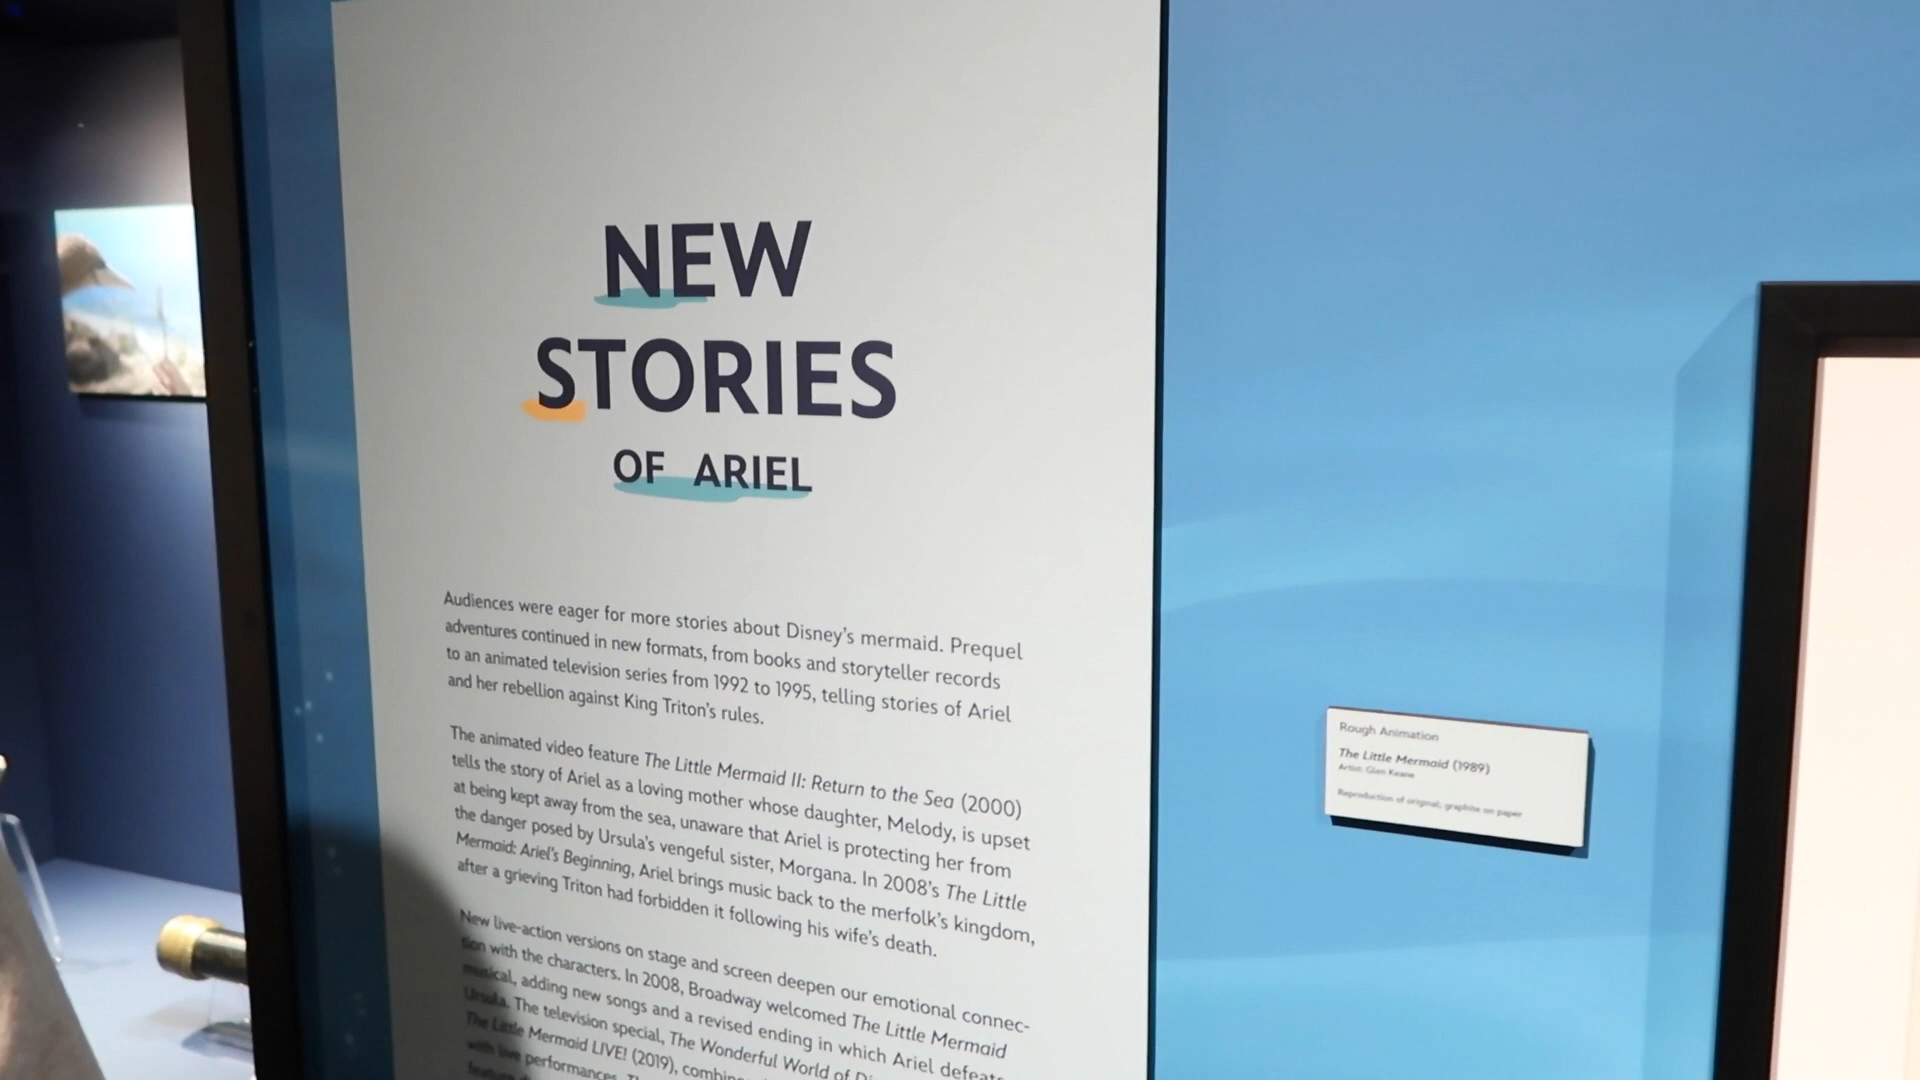 NEW
STORIES
OF ARIEL
Audiences were eager for more stories about Disney's mermaid. Prequel
adventures continued in new formats, from books and storyteller records
to an animated television series from 1992 to 1995, telling stories of Ariel
and her rebellion against King Triton's rules.
The animated video feature The Little Mermaid II: Return to the Sea (2000)
tells the story of Ariel as a loving mother whose daughter, Melody, is upset
at being kept away from the sea, unaware that Ariel is protecting her from
the danger posed by Ursula's vengeful sister, Morgana. In 2008's The Little
Mermaid: Ariel's Beginning, Ariel brings music back to the merfolk's kingdom,
after a grieving Triton had forbidden it following his wife's death.
New live-action versions on stage and screen deepen our emotional connec-
tion with the characters. In 2008, Broadway welcomed The Little Mermaid
musical, adding new songs and a revised ending in which Ariel defeats
Ursula. The television special, The Wonderful World of
The Little Mermaid LIVE! (2019),
with live performances.
Rough Animation
The Little Mermaid (1989)
Artist: Glen Keane
Reproduction of original; graphite on paper